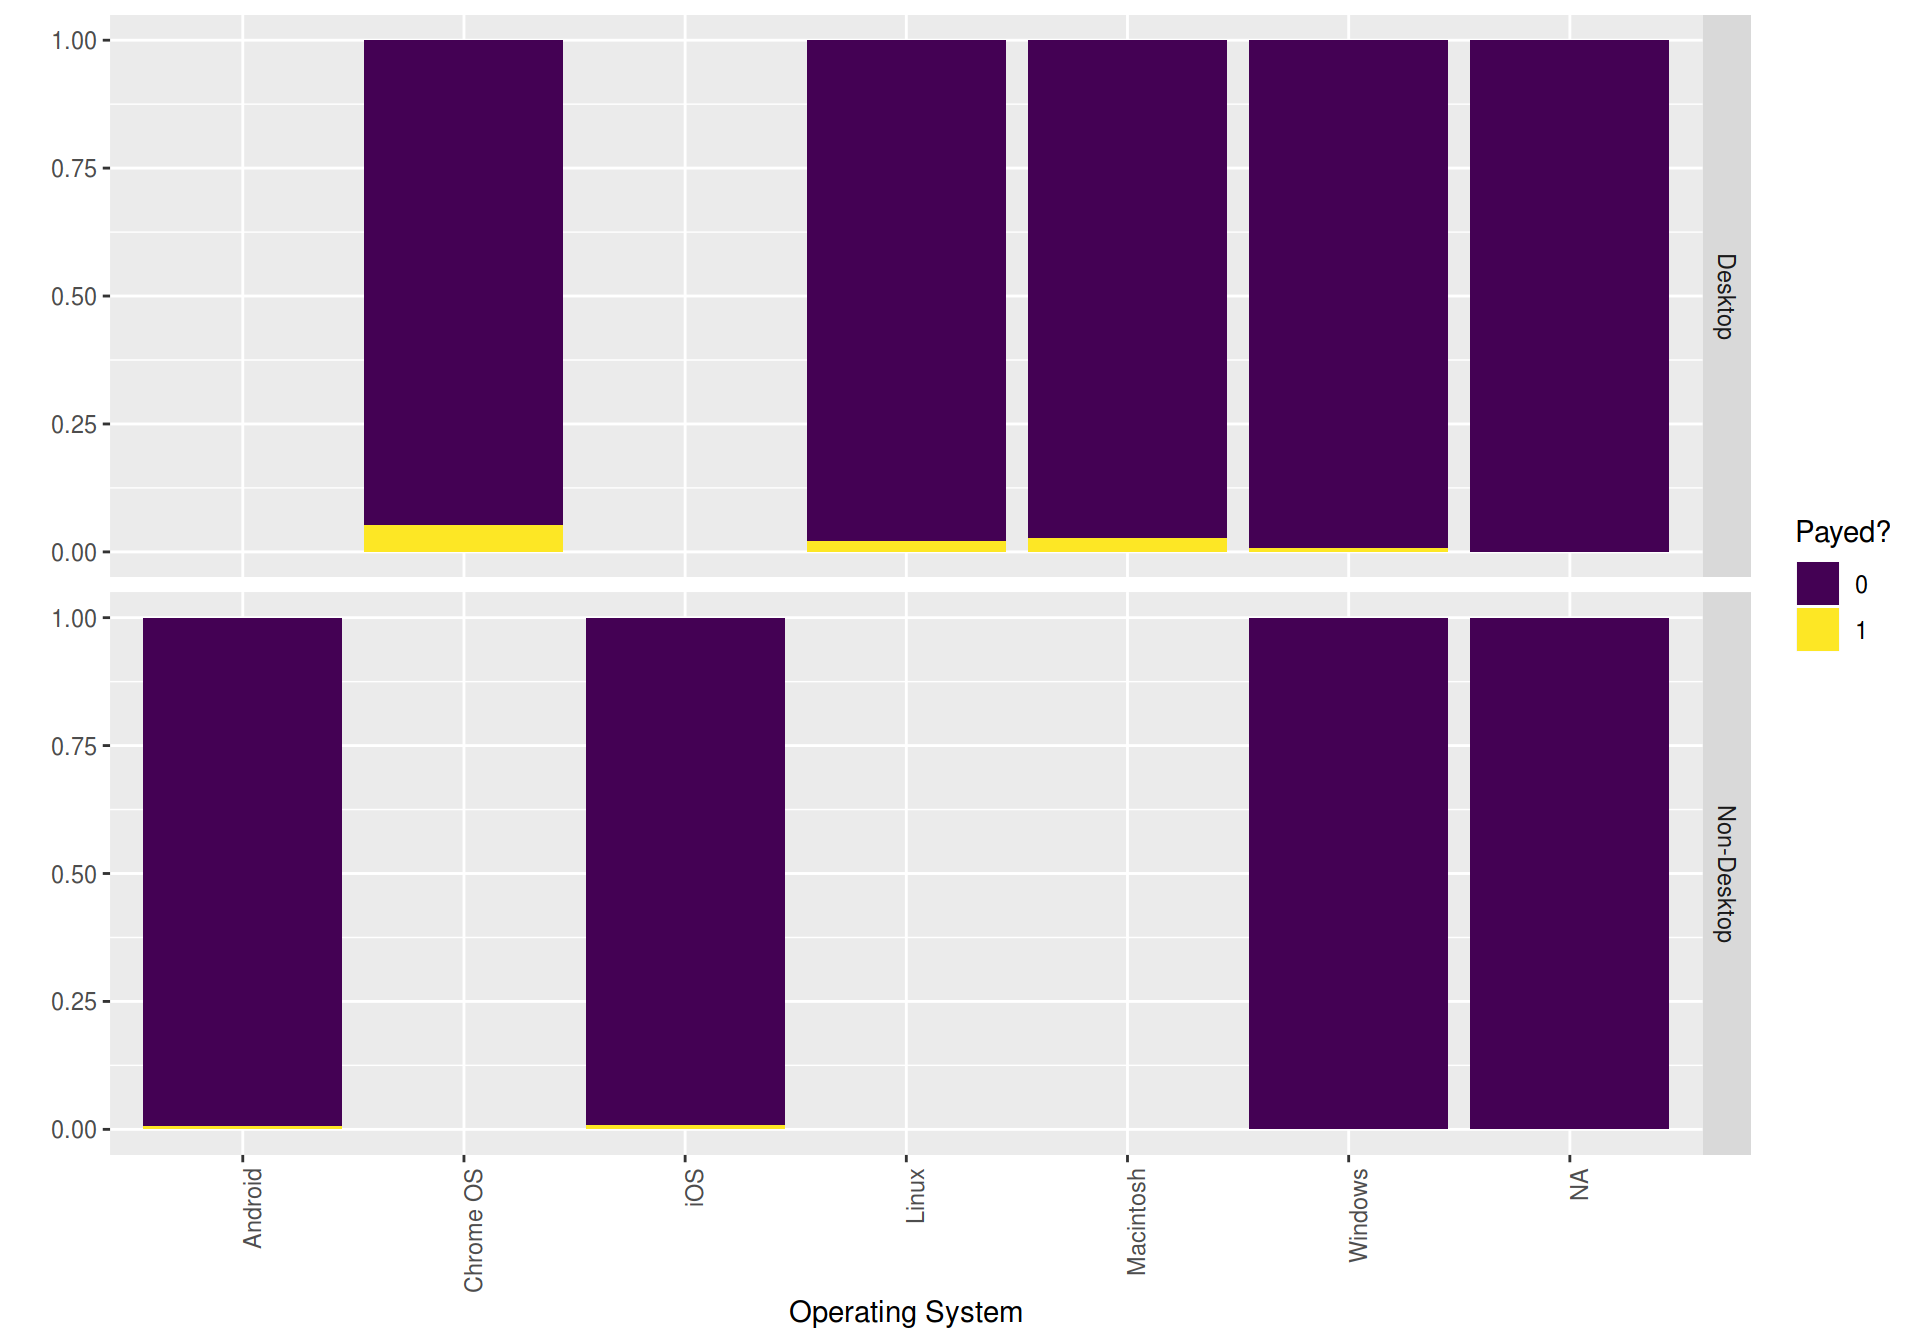 1.00
0.75
0.50
0.25
0.00
Desktop
1.00
0.75
0.50
0.25
0.00
Non-Desktop
Android
Chrome OS
iOS
Linux
Macintosh
Windows
NA
Operating System
Payed?
0
1